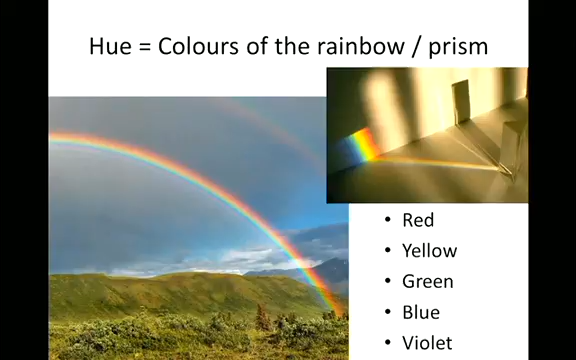 Hue = Colours of the rainbow / prism
• Red
• Yellow
• Green
• Blue
• Violet